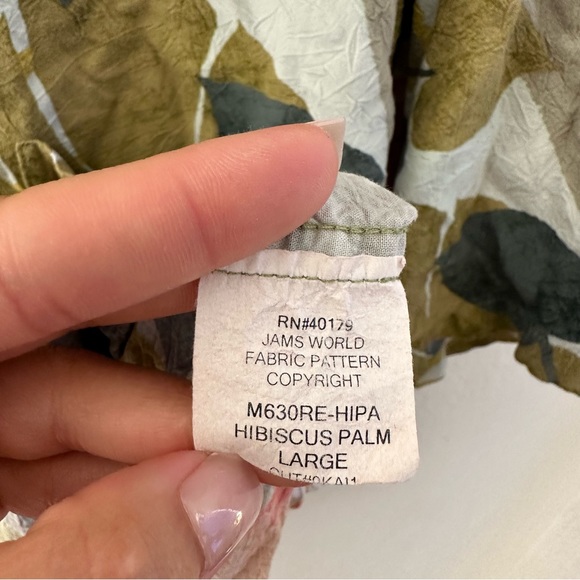 RN#40179
JAMS WORLD
FABRIC PATTERN
COPYRIGHT
M630RE-HIPA
HIBISCUS PALM
LARGE